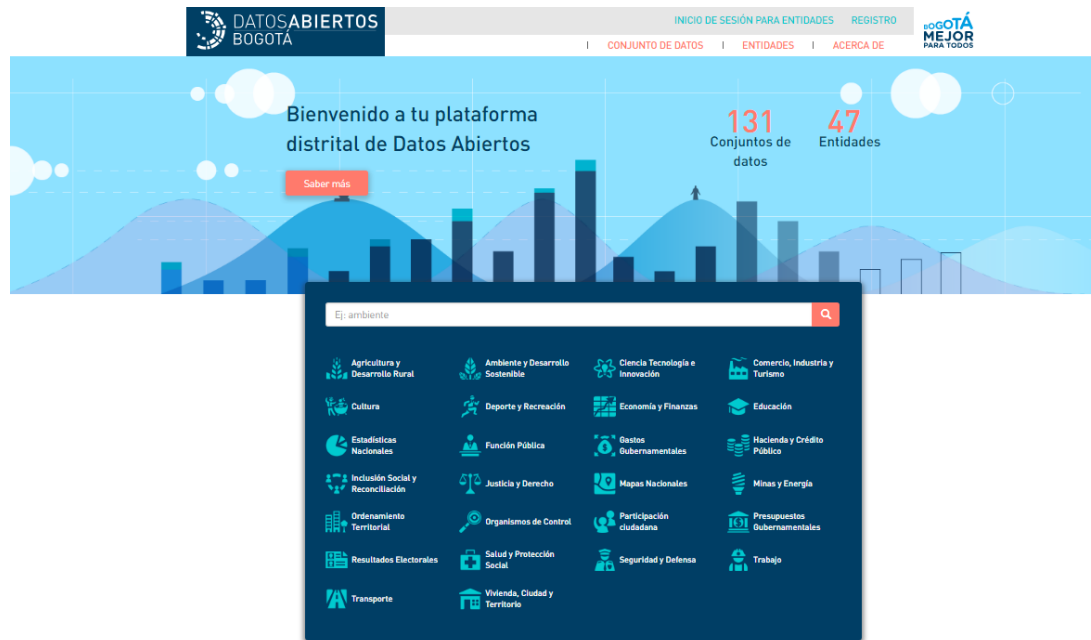 DATOSABIERTOS
BOGOTÁ
INICIO DE SESIÓN PARA ENTIDADES REGISTRO
BOGOTÁ
MEJOR
PARA TODOS
| CONJUNTO DE DATOS | ENTIDADES | ACERCA DE
Bienvenido a tu plataforma
distrital de Datos Abiertos
Saber más
131 47
Conjuntos de Entidades
datos
Ej: ambiente
Agricultura y
Desarrollo Rural
Ambiente y Desarrollo
Sostenible
Ciencia Tecnología e
Innovación
Comercio, Industria y
Turismo
Cultura
Deporte y Recreación
Economía y Finanzas
Educación
Estadísticas
Nacionales
Función Pública
Gastos
Gubernamentales
Hacienda y Crédito
Público
Inclusión Social y
Reconciliación
Justicia y Derecho
Mapas Nacionales
Minas y Energía
Ordenamiento
Territorial
Organismos de Control
Participación
ciudadana
Presupuestos
Gubernamentales
Resultados Electorales
Salud y Protección
Social
Seguridad y Defensa
Trabajo
Transporte
Vivienda, Ciudad y
Territorio